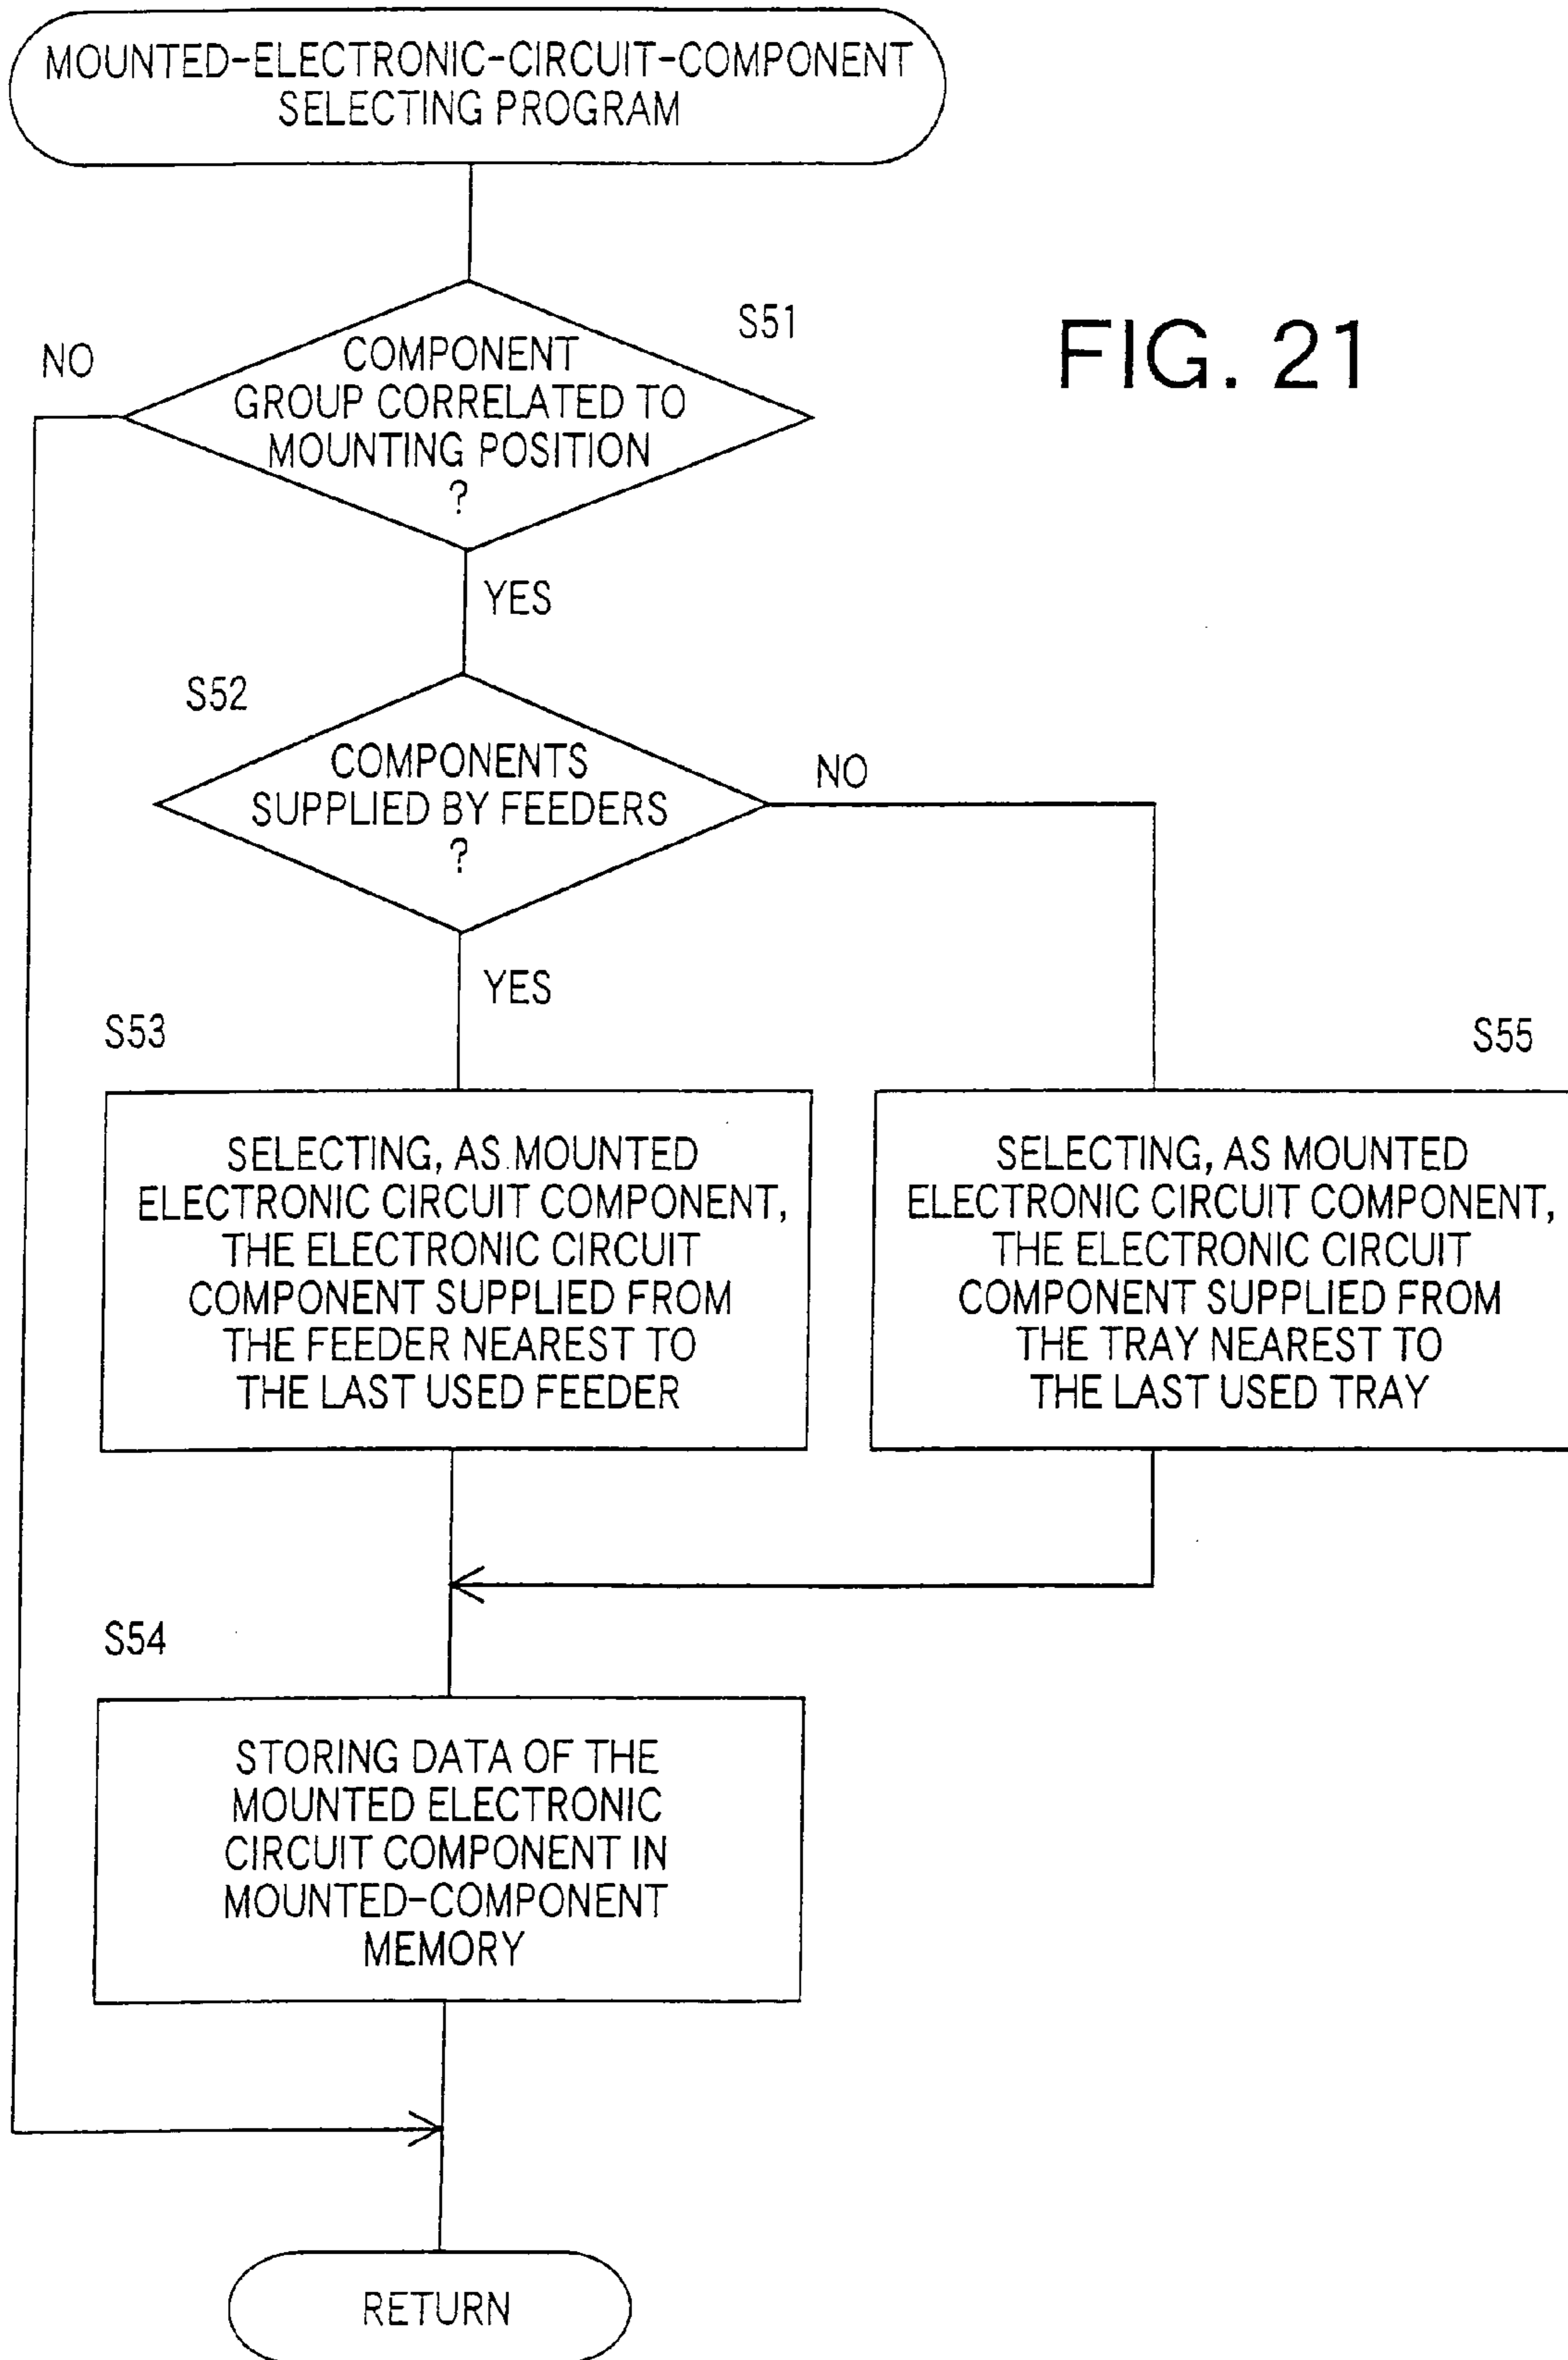 MOUNTED-ELECTRONIC-CIRCUIT-COMPONENT
SELECTING PROGRAM
S51
FIG. 21
NO
COMPONENT
GROUP CORRELATED TO
MOUNTING POSITION
?
YES
S52
COMPONENTS
SUPPLIED BY FEEDERS
?
NO
YES
S53
S55
SELECTING, AS MOUNTED
ELECTRONIC CIRCUIT COMPONENT,
THE ELECTRONIC CIRCUIT
COMPONENT SUPPLIED FROM
THE FEEDER NEAREST TO
THE LAST USED FEEDER
SELECTING, AS MOUNTED
ELECTRONIC CIRCUIT COMPONENT,
THE ELECTRONIC CIRCUIT
COMPONENT SUPPLIED FROM
THE TRAY NEAREST TO
THE LAST USED TRAY
S54
STORING DATA OF THE
MOUNTED ELECTRONIC
CIRCUIT COMPONENT IN
MOUNTED-COMPONENT
MEMORY
RETURN